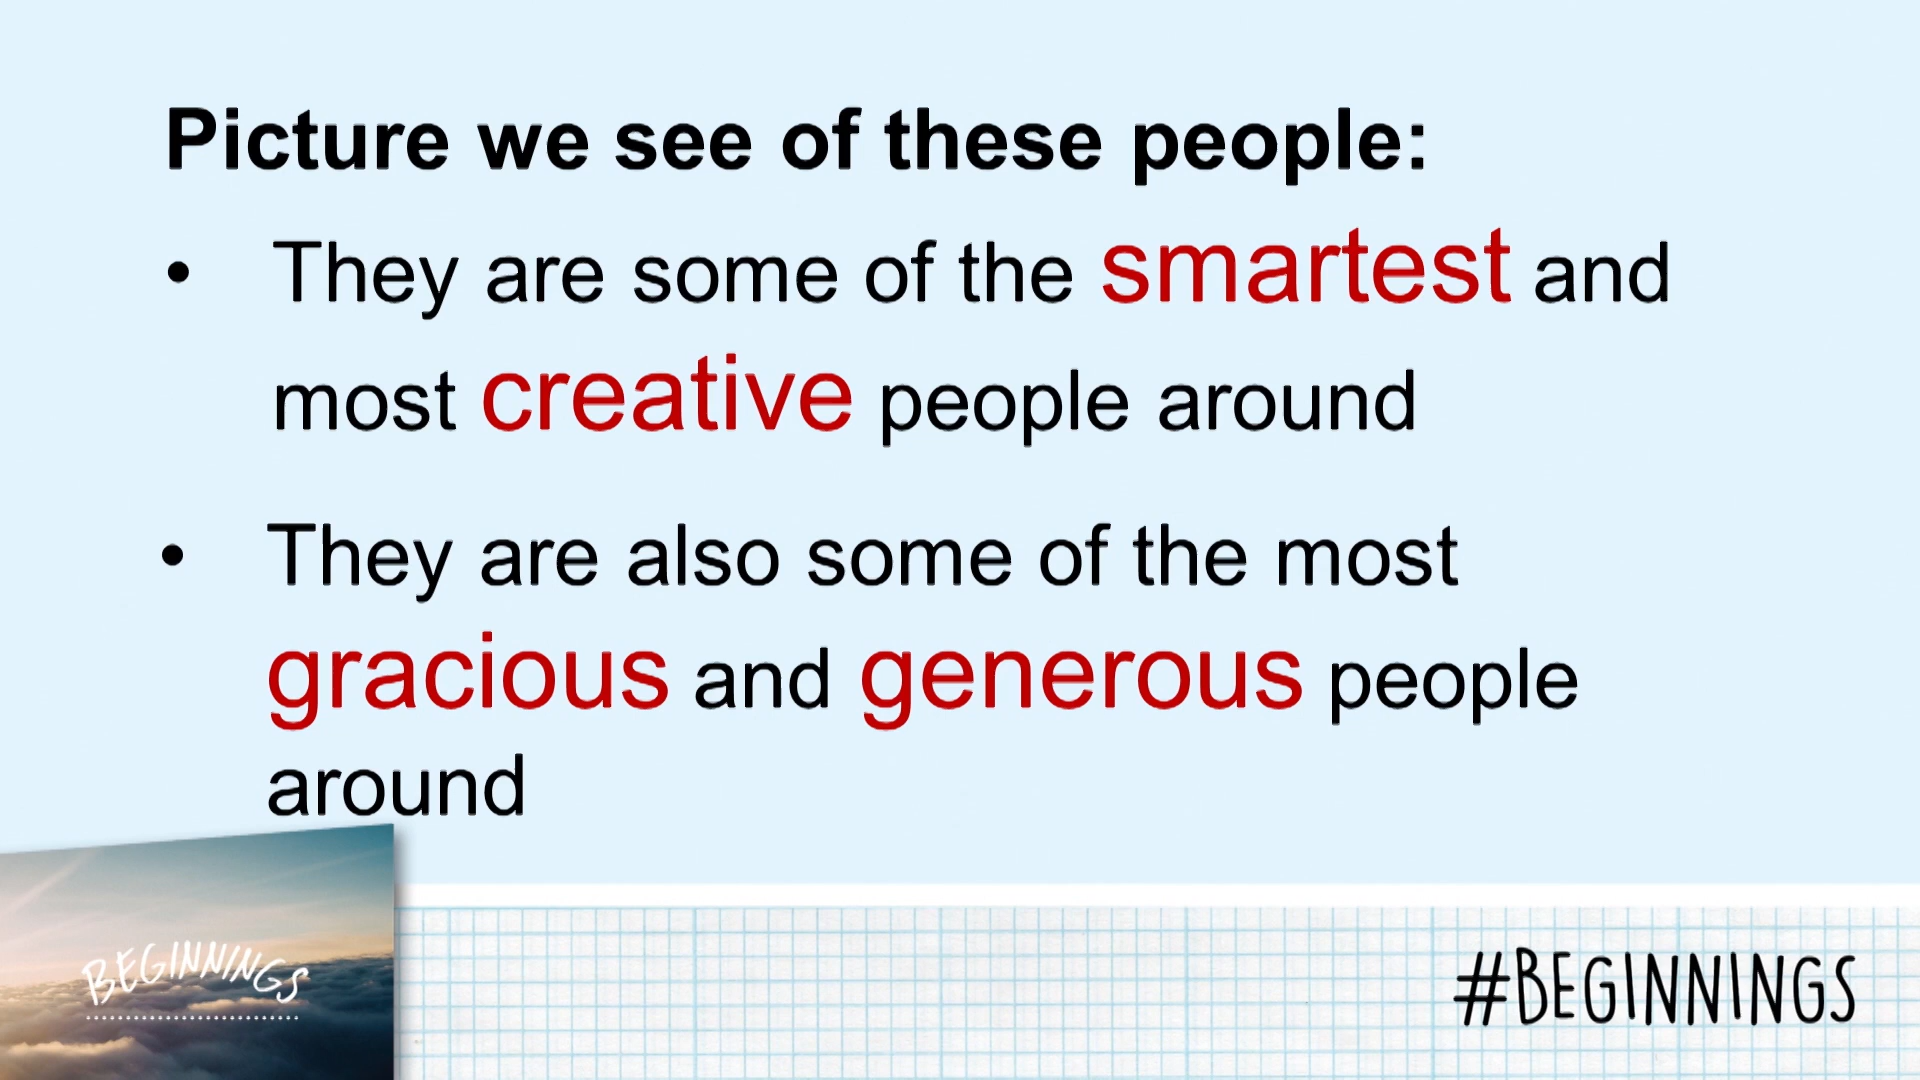 Picture we see of these people:
• They are some of the smartest and
most creative people around
• They are also some of the most
gracious and generous people
around
BEGINNINGS
#BEGINNINGS